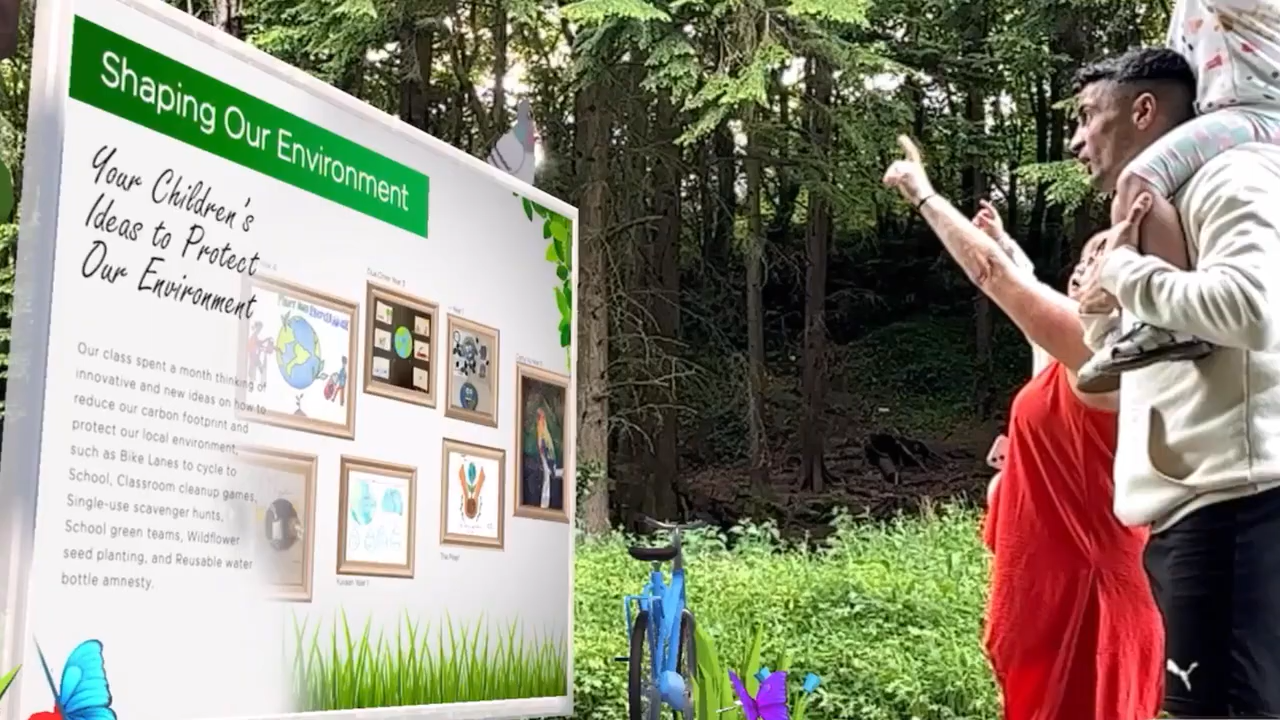 Shaping Our Environment
Your Children's
Ideas to Protect
Our Environment
Our class spent a month thinking of
innovative and new ideas on how to
reduce our carbon footprint and
protect our local environment,
such as Bike Lanes to cycle to
School, Classroom cleanup games,
Single-use scavenger hunts,
School green teams, Wildflower
seed planting, and Reusable water
bottle amnesty.